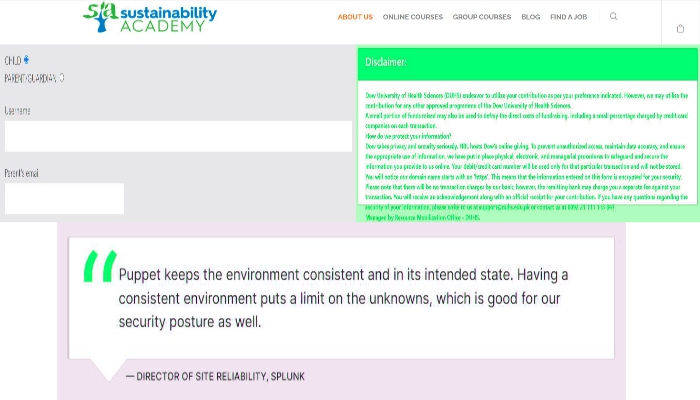 sa sustainability
ACADEMY
ABOUT US ONLINE COURSES GROUP COURSES BLOG FIND A JOB
CHILD
PARENT/GUARDIAN
Username
Parent's email
Disclaimer:
Dow University of Health Sciences (DUHS) endeavor to utilize your contribution as per your preference indicated. However, we may utilize the
contribution for any other approved programme of the Dow University of Health Sciences.
A small portion of funds raised may also be used to defray the direct costs of fundraising, including a small percentage charged by credit card
companies on each transaction.
How do we protect your information?
Dow takes privacy and security seriously. HBL hosts Dow's online giving. To prevent unauthorized access, maintain data accuracy, and ensure
the appropriate use of information, we have put in place physical, electronic, and managerial procedures to safeguard and secure the
information you provide to us online. Your debit/credit card number will be used only for that particular transaction and will not be stored.
You will notice our domain name starts with an 'https'. This means that the information entered on this form is encrypted for your security.
Please note that there will be no transaction charges by our bank; however, the remitting bank may charge you a separate fee against your
transaction. You will receive an acknowledgement along with an official receipt for your contribution. If you have any questions regarding the
security of your information, please write to us at or contact us at
Managed by Resource Mobilization Office - DUHS.
“Puppet keeps the environment consistent and in its intended state. Having a
consistent environment puts a limit on the unknowns, which is good for our
security posture as well.
— DIRECTOR OF SITE RELIABILITY, SPLUNK